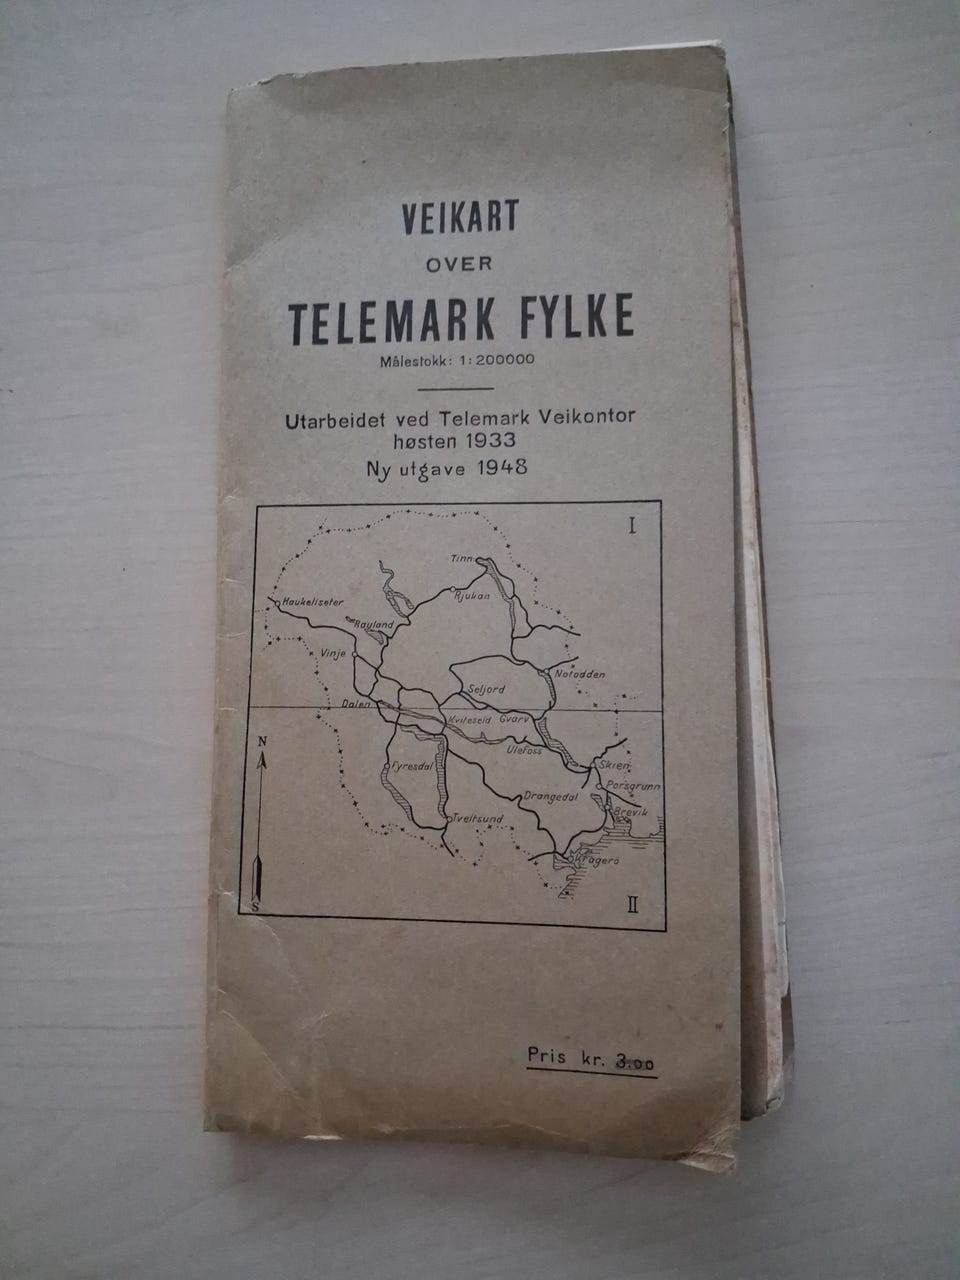 VEIKART
OVER
TELEMARK FYLKE
Målestokk: 1:200000
Utarbeidet ved Telemark Veikontor
høsten 1933
Ny utgave 1948
I
Tinn
Rjukan
Haukeliseter
Rauland
Vinje
Notodden
Seljord
Dalen
Kviteseid Gvarv
N
Ulefoss
Skien
Fyresdal
Porsgrunn
Drangedal
Brevik
Tveitsund
Kragerö
S
II
Pris kr. 3.00